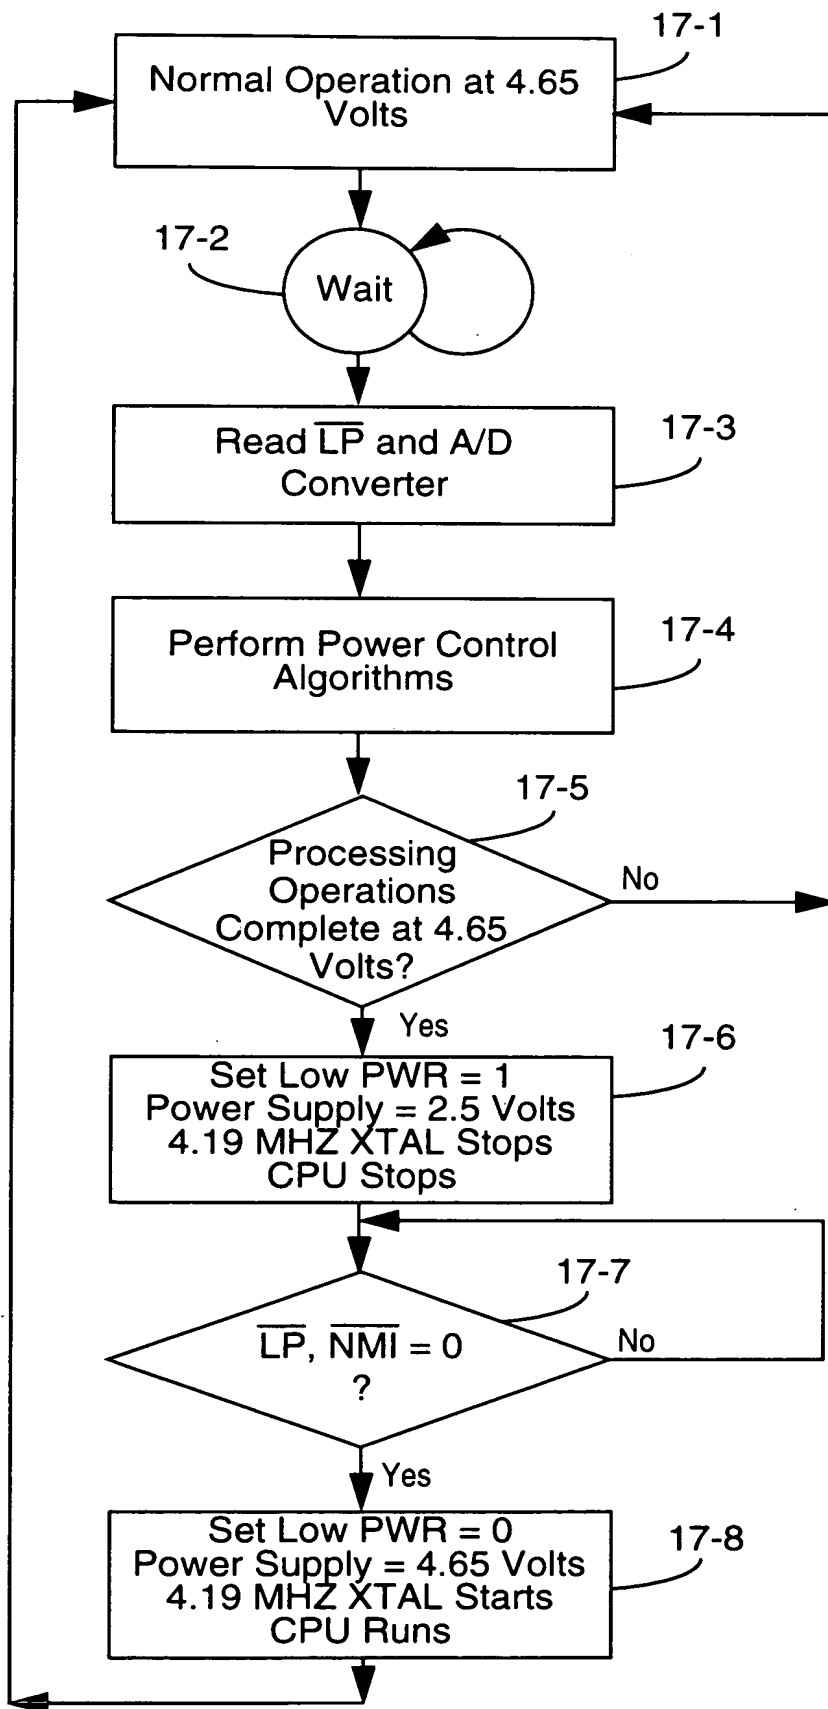 17-1
Normal Operation at 4.65
Volts
17-2
Wait
17-3
Read L̅P̅ and A/D
Converter
17-4
Perform Power Control
Algorithms
17-5
Processing
Operations
Complete at 4.65
Volts?
No
Yes
17-6
Set Low PWR = 1
Power Supply = 2.5 Volts
4.19 MHZ XTAL Stops
CPU Stops
17-7
L̅P̅, N̅M̅I̅ = 0
?
No
Yes
17-8
Set Low PWR = 0
Power Supply = 4.65 Volts
4.19 MHZ XTAL Starts
CPU Runs